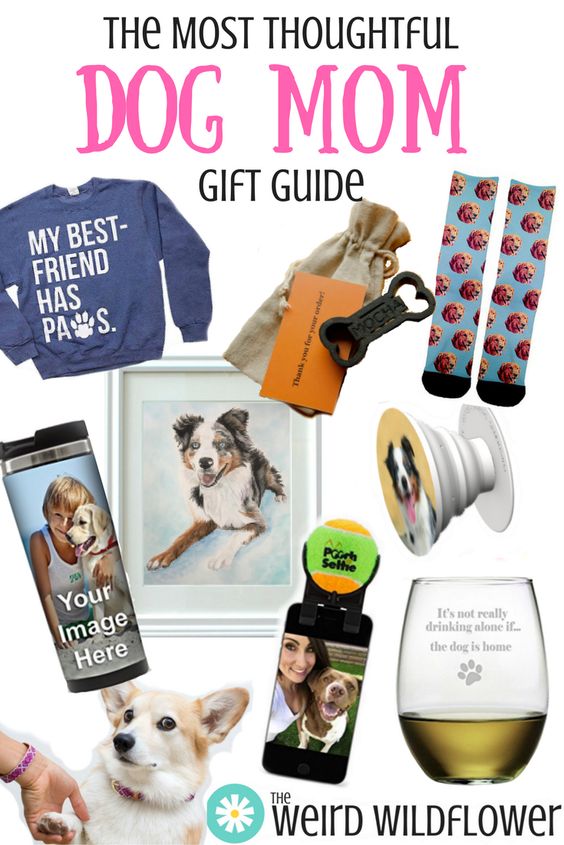 THE MOST THOUGHTFUL
DOG MOM
GIFT GUIDE
MY BEST-
FRIEND
HAS
PAWS.
Thank you for your order!
MOCHA
Your
Image
Here
Pooch
Selfie
It's not really
drinking alone if...
the dog is home
THE
WEIRD WILDFLOWER